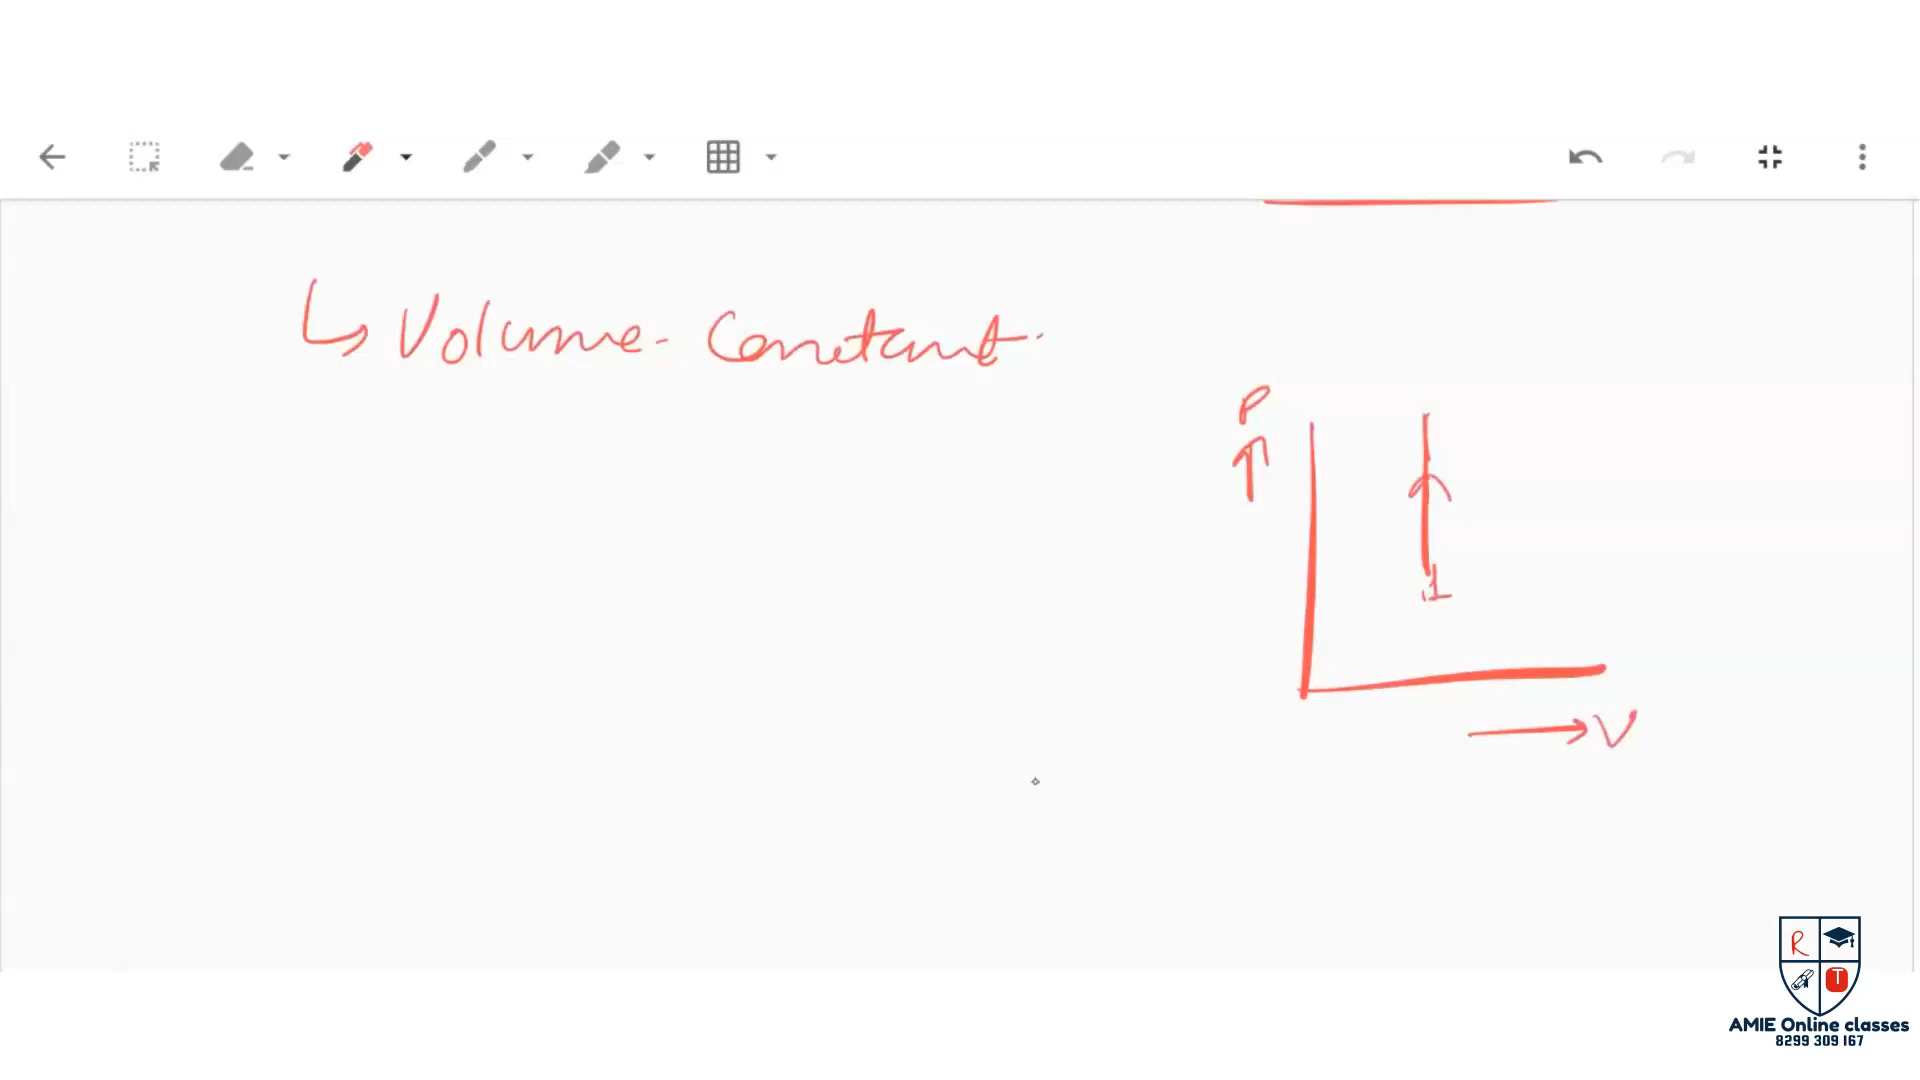 ↳ Volume - Constant.
P
1
V
R
T
AMIE Online classes
8299 309 167